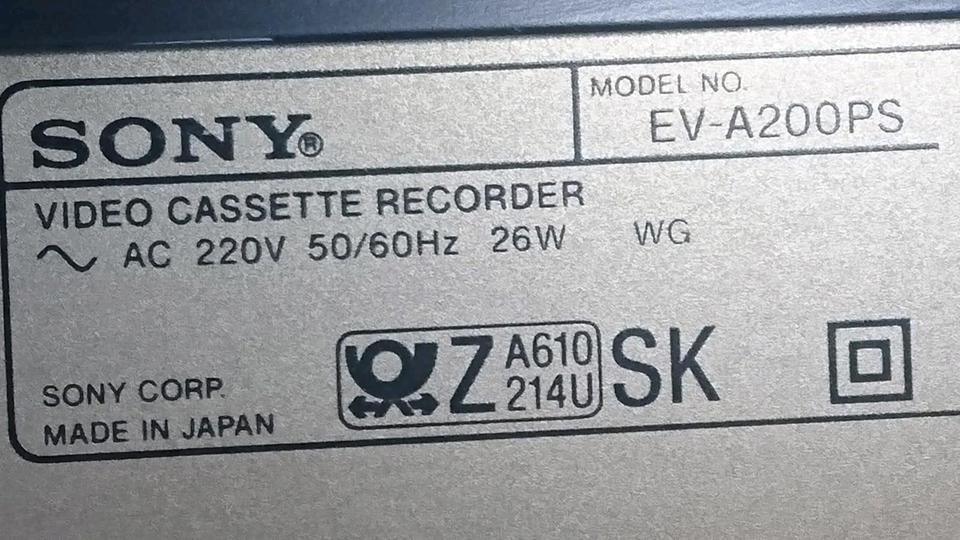 SONY®
MODEL NO.
EV-A200PS
VIDEO CASSETTE RECORDER
~ AC 220V 50/60Hz 26W WG
Z A610
214U
SK
SONY CORP.
MADE IN JAPAN